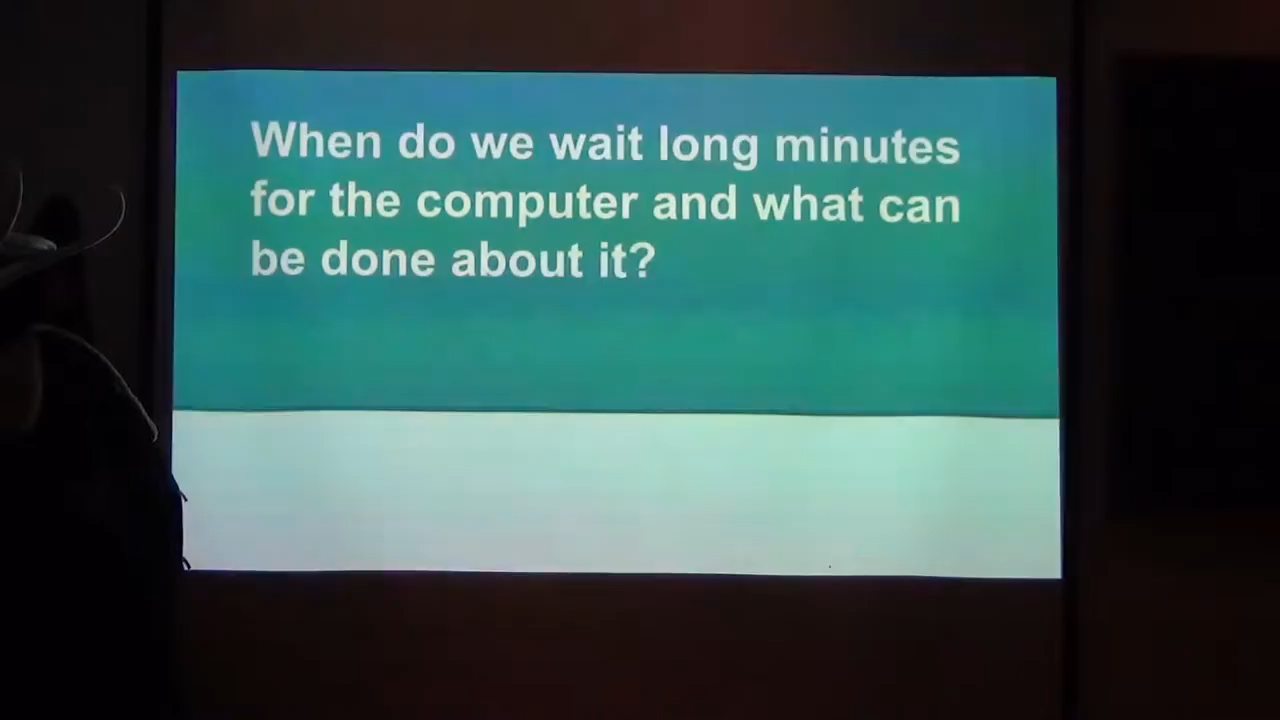 When do we wait long minutes
for the computer and what can
be done about it?